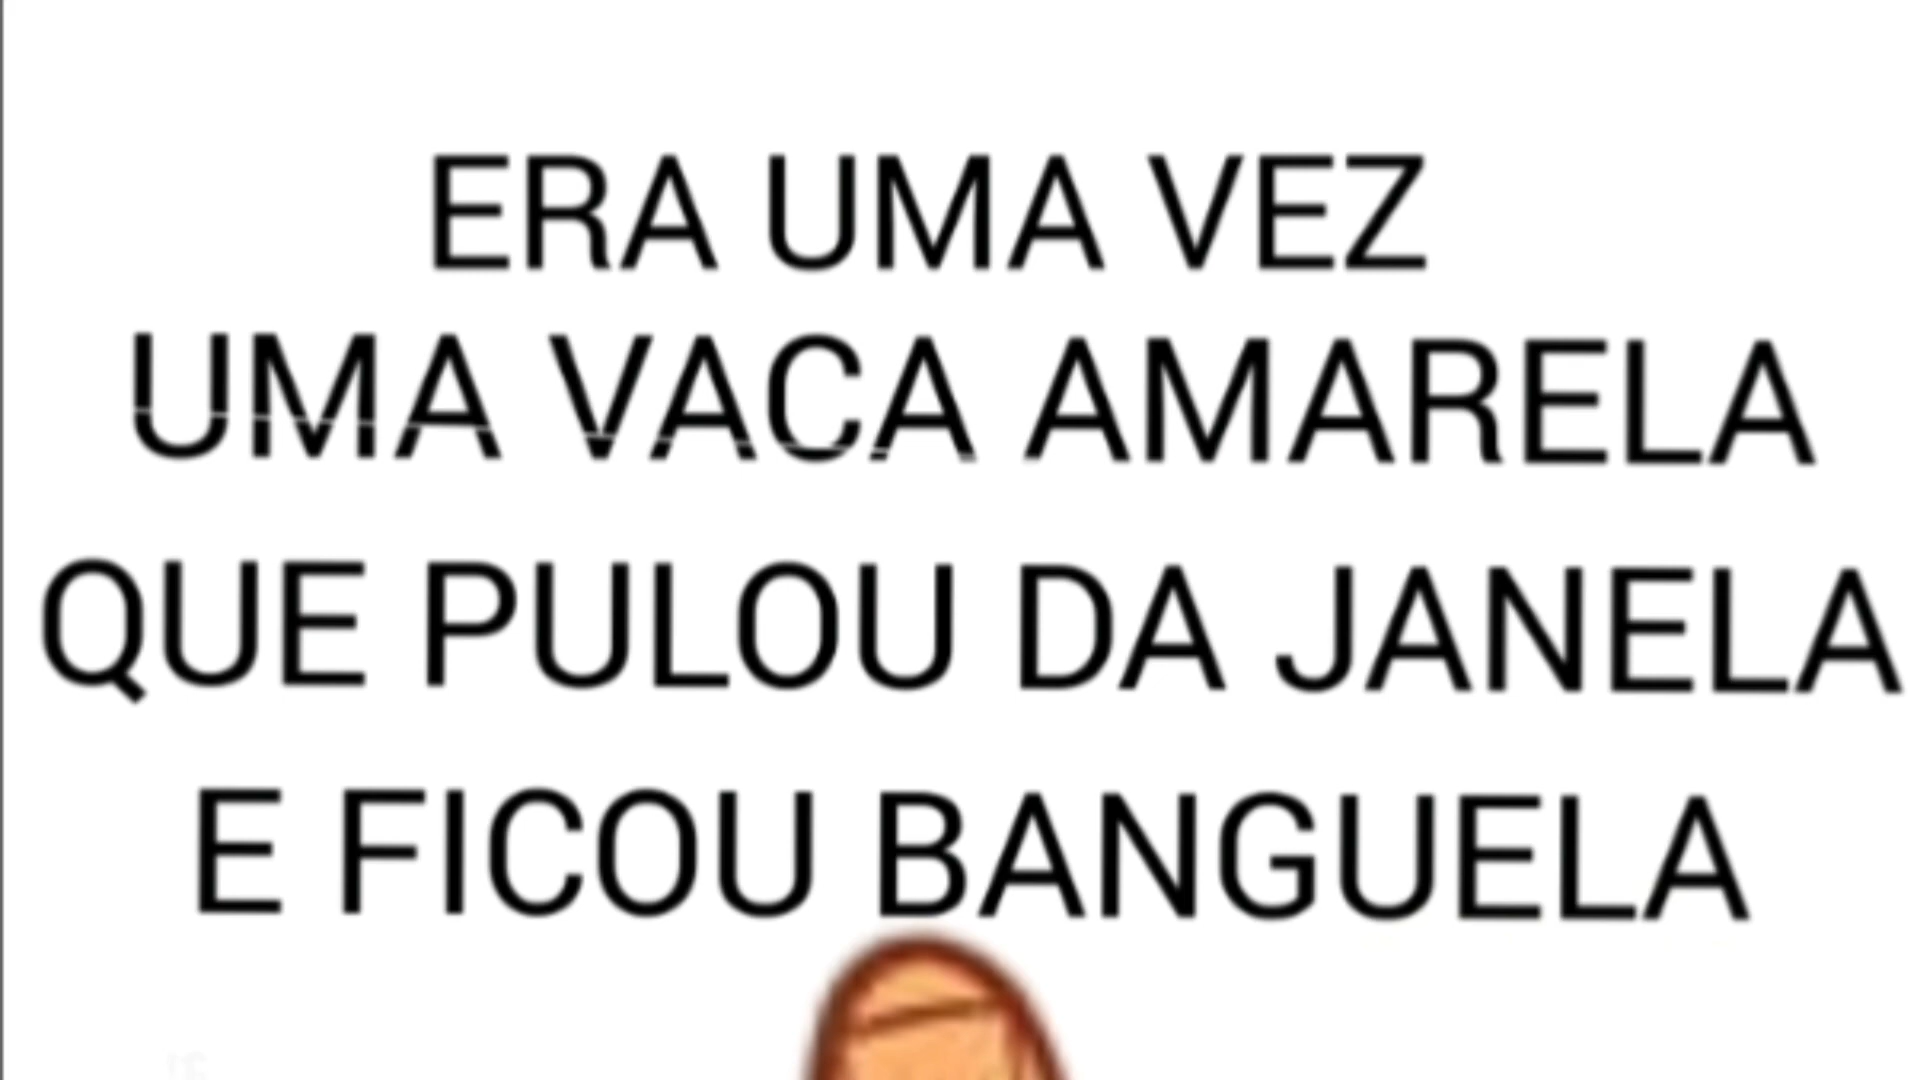 ERA UMA VEZ
UMA VACA AMARELA
QUE PULOU DA JANELA
E FICOU BANGUELA